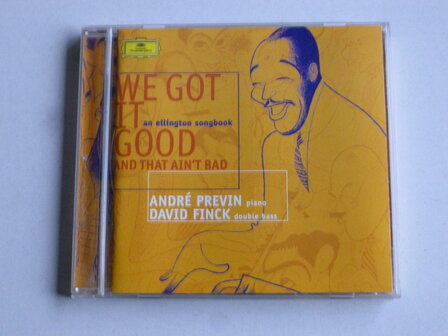 WE GOT
IT
an ellington songbook
GOOD
AND THAT AIN'T BAD
ANDRÉ PREVIN piano
DAVID FINCK double bass